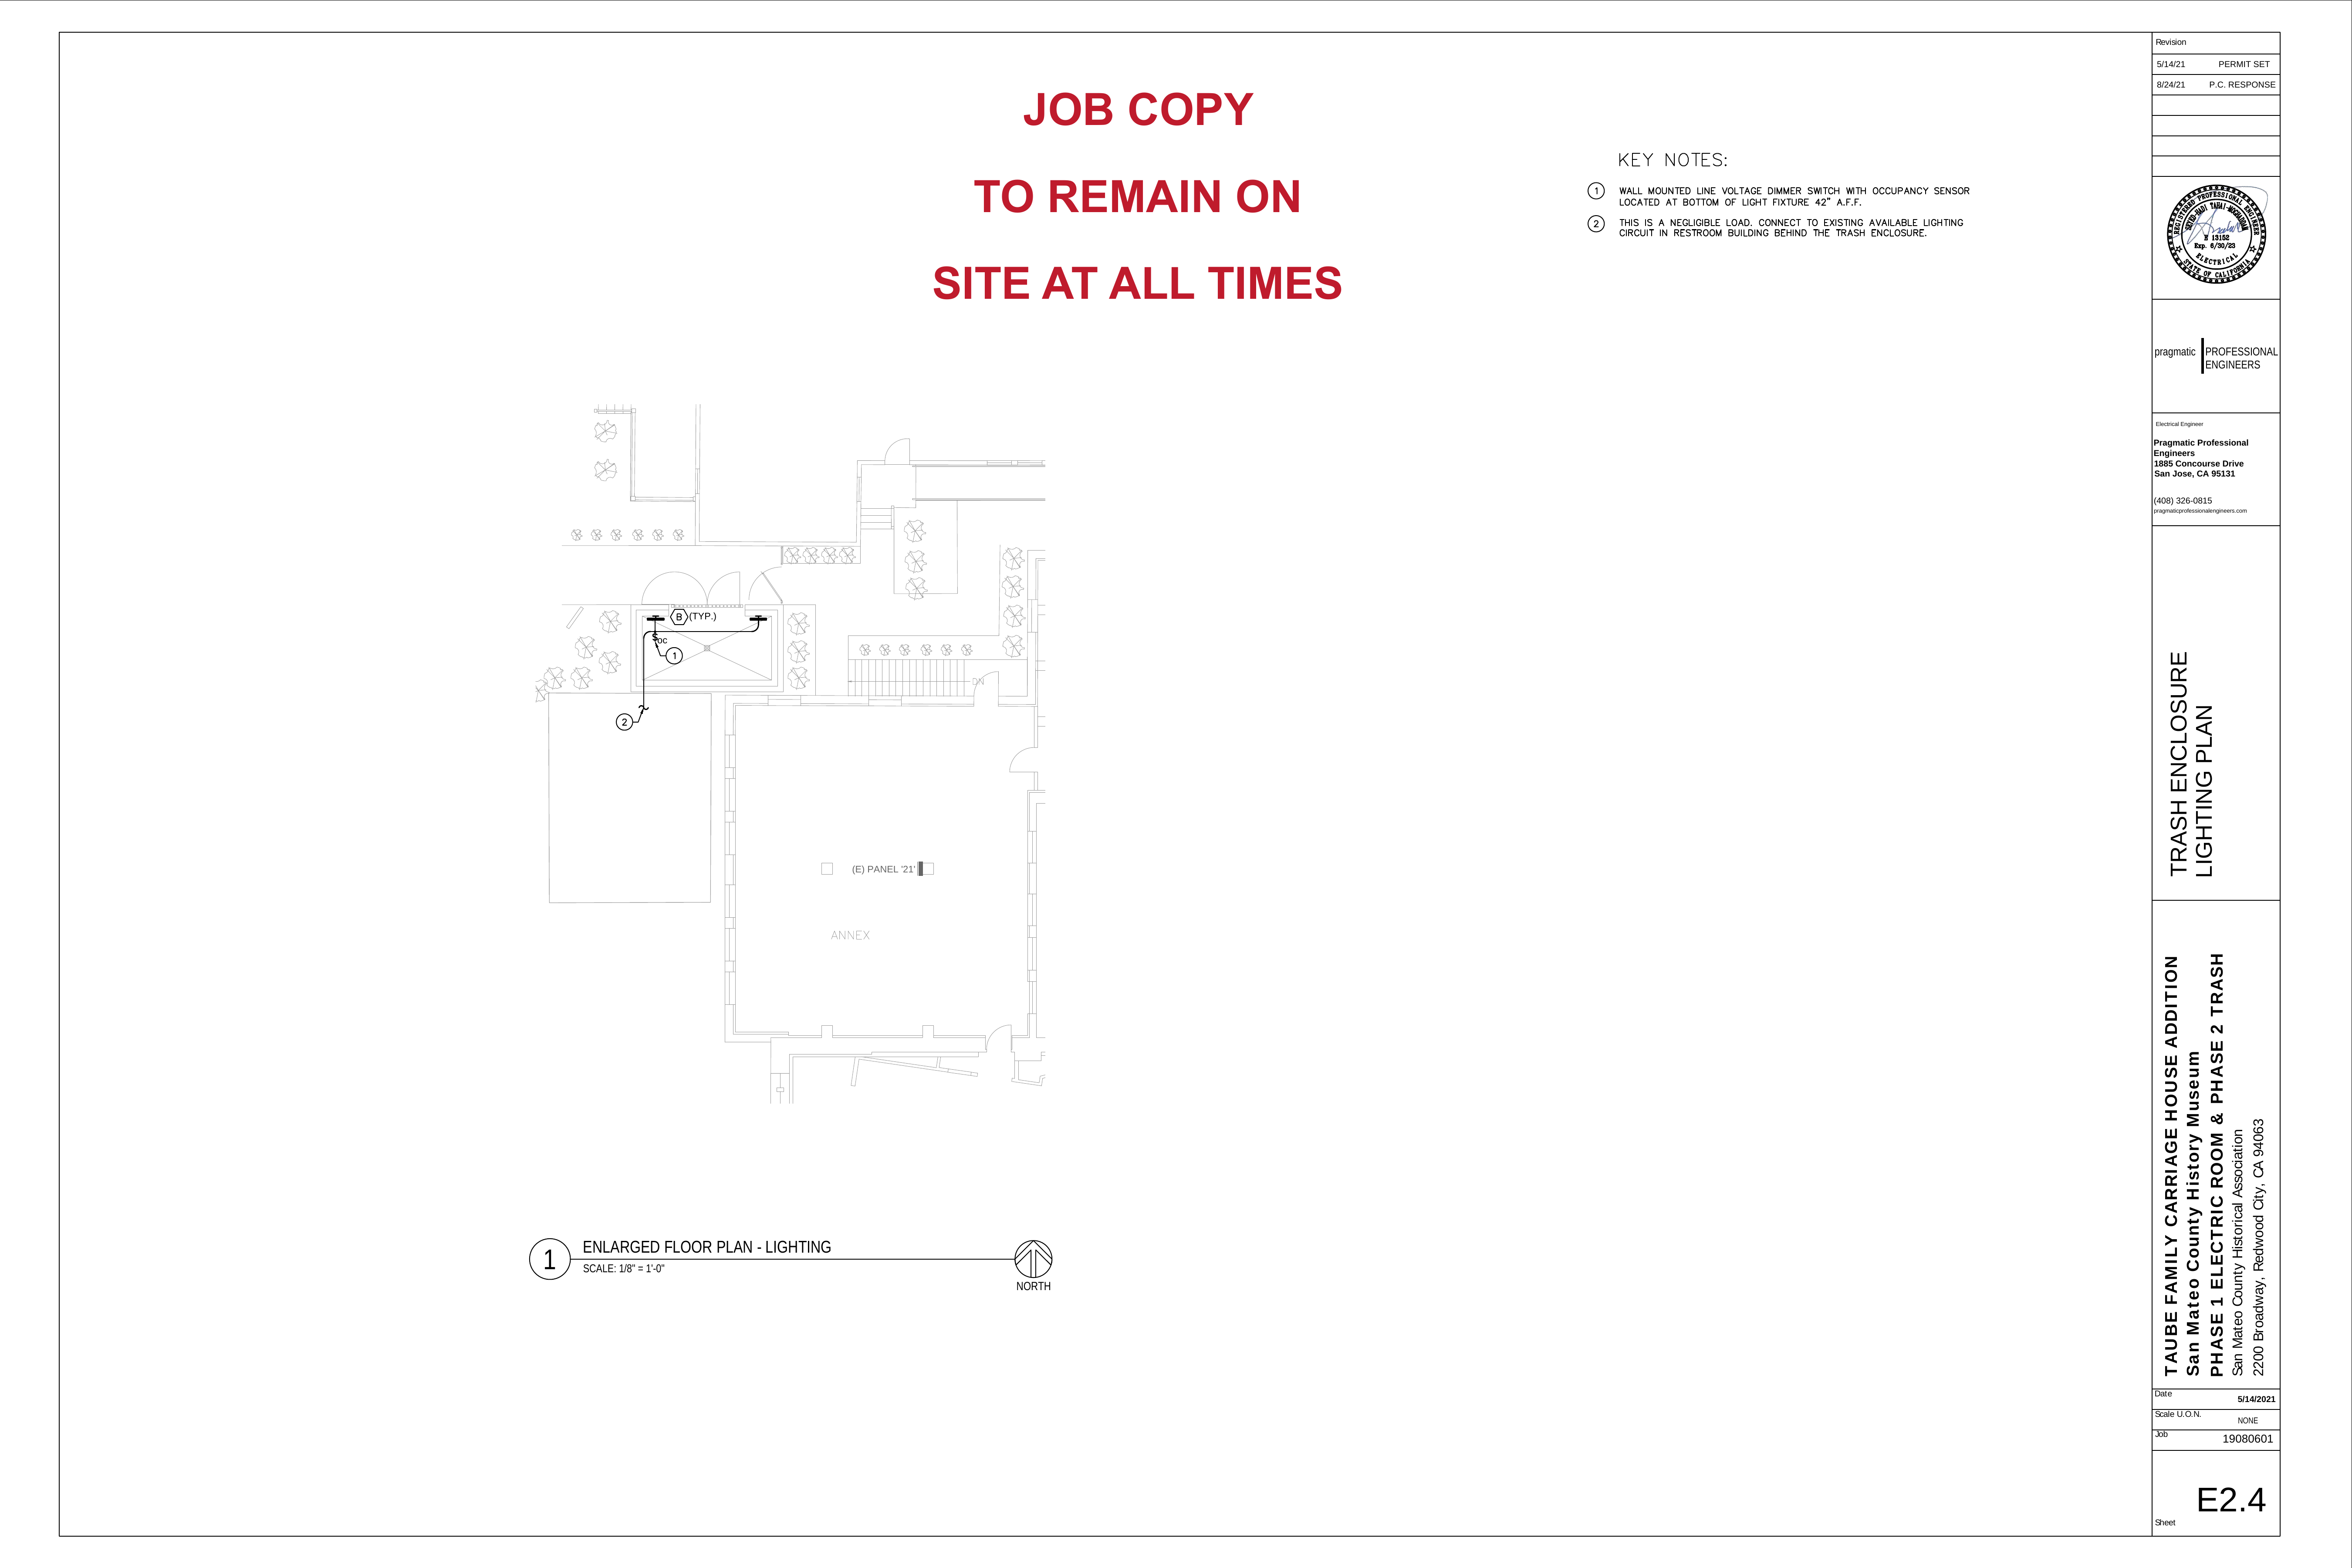 JOB COPY
TO REMAIN ON
SITE AT ALL TIMES
KEY NOTES:
1 WALL MOUNTED LINE VOLTAGE DIMMER SWITCH WITH OCCUPANCY SENSOR
LOCATED AT BOTTOM OF LIGHT FIXTURE 42" A.F.F.
2 THIS IS A NEGLIGIBLE LOAD. CONNECT TO EXISTING AVAILABLE LIGHTING
CIRCUIT IN RESTROOM BUILDING BEHIND THE TRASH ENCLOSURE.
B (TYP.)
$OC
1
DN
2
(E) PANEL '21'
ANNEX
1 ENLARGED FLOOR PLAN - LIGHTING
SCALE: 1/8" = 1'-0"
NORTH
Revision
5/14/21 PERMIT SET
8/24/21 P.C. RESPONSE
REGISTERED PROFESSIONAL ENGINEER
E 13152
Exp. 6/30/23
ELECTRICAL
STATE OF CALIFORNIA
pragmatic PROFESSIONAL
ENGINEERS
Electrical Engineer
Pragmatic Professional
Engineers
1885 Concourse Drive
San Jose, CA 95131
(408) 326-0815
pragmaticprofessionalengineers.com
TRASH ENCLOSURE
LIGHTING PLAN
TAUBE FAMILY CARRIAGE HOUSE ADDITION
San Mateo County History Museum
PHASE 1 ELECTRIC ROOM & PHASE 2 TRASH
San Mateo County Historical Association
2200 Broadway, Redwood City, CA 94063
Date 5/14/2021
Scale U.O.N. NONE
Job 19080601
E2.4
Sheet